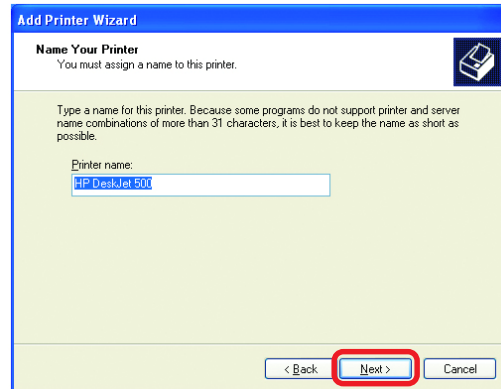 Add Printer Wizard
Name Your Printer
You must assign a name to this printer.
Type a name for this printer. Because some programs do not support printer and server
name combinations of more than 31 characters, it is best to keep the name as short as
possible.
Printer name:
HP DeskJet 500
< Back
Next >
Cancel